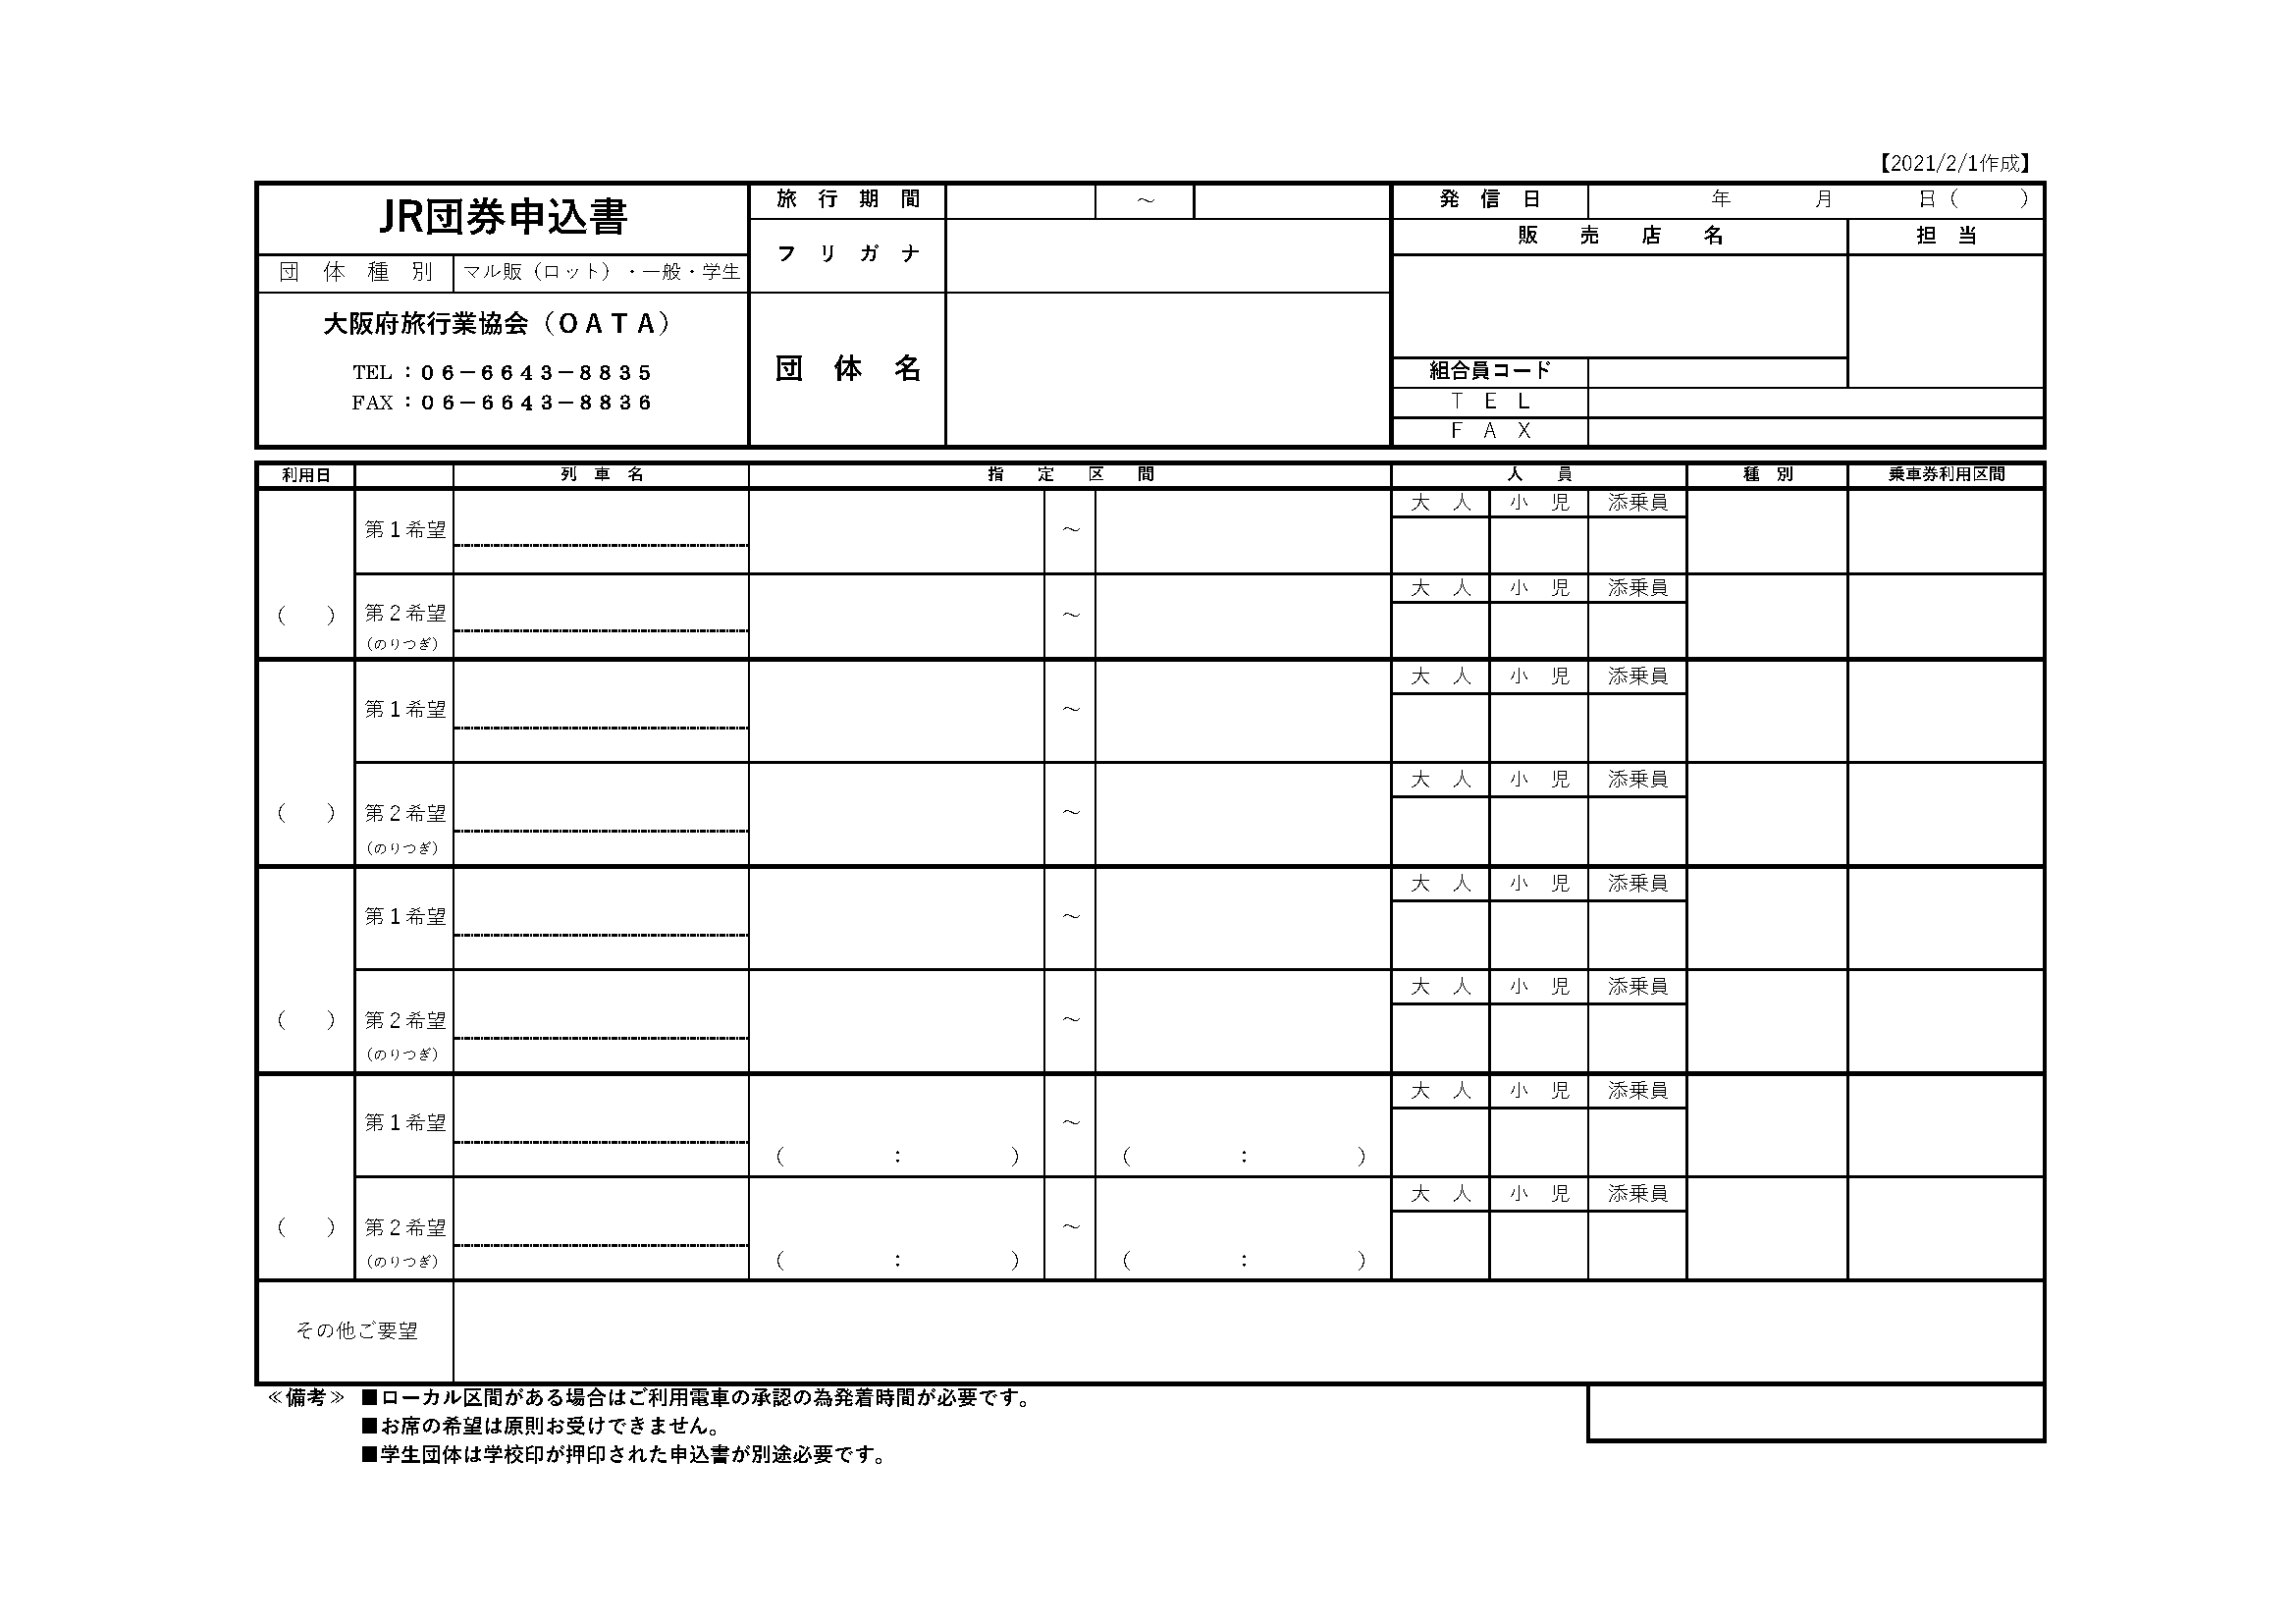 【2021/2/1作成】
JR団券申込書
団　体　種　別　マル販（ロット）・一般・学生
大阪府旅行業協会（ＯＡＴＡ）
TEL：０６－６６４３－８８３５
FAX：０６－６６４３－８８３６
旅　行　期　間　～
フ　リ　ガ　ナ
団　体　名
発　信　日　年　月　日（　）
販　売　店　名　担　当
組合員コード
Ｔ　Ｅ　Ｌ
Ｆ　Ａ　Ｘ
利用日　列　車　名　指　定　区　間　人　員　種　別　乗車券利用区間
大　人　小　児　添乗員
第１希望　～
大　人　小　児　添乗員
（　）　第２希望　～
（のりつぎ）
大　人　小　児　添乗員
第１希望　～
大　人　小　児　添乗員
（　）　第２希望　～
（のりつぎ）
大　人　小　児　添乗員
第１希望　～
大　人　小　児　添乗員
（　）　第２希望　～
（のりつぎ）
大　人　小　児　添乗員
第１希望　～
（　：　）　（　：　）
大　人　小　児　添乗員
（　）　第２希望　～
（のりつぎ）　（　：　）　（　：　）
その他ご要望
≪備考≫　■ローカル区間がある場合はご利用電車の承認の為発着時間が必要です。
■お席の希望は原則お受けできません。
■学生団体は学校印が押印された申込書が別途必要です。